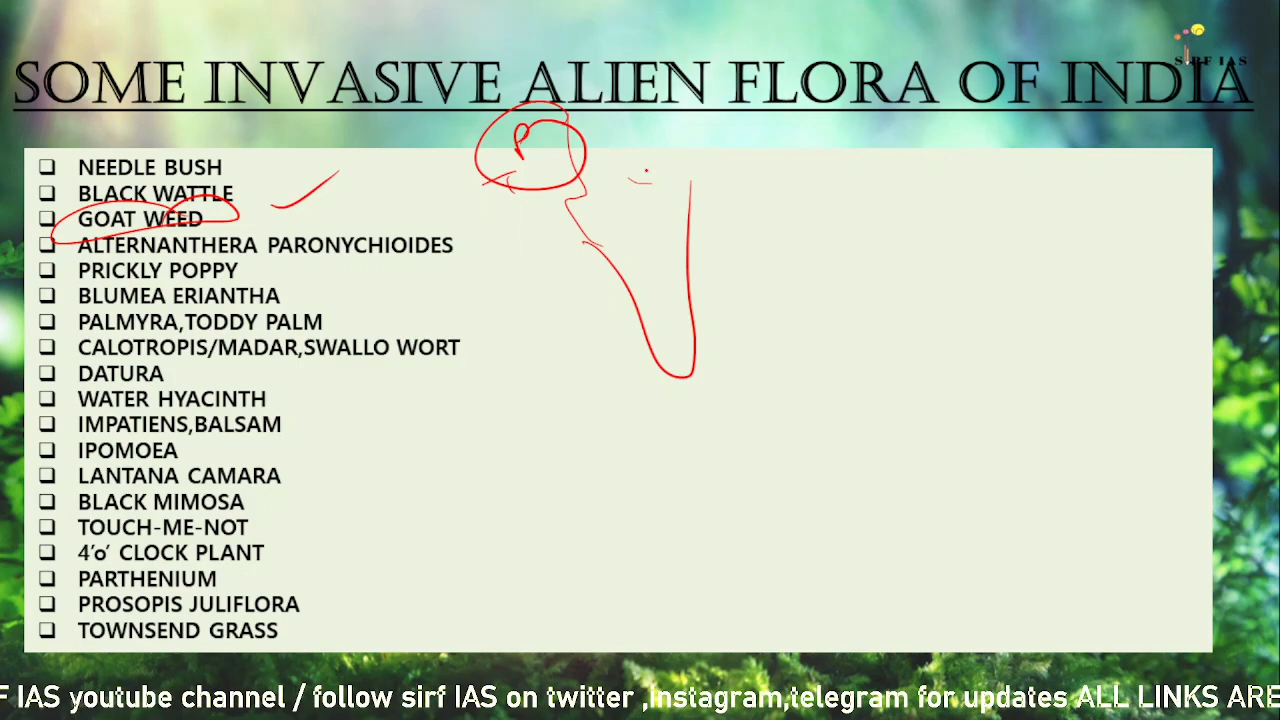 SIRF IAS
SOME INVASIVE ALIEN FLORA OF INDIA
P
NEEDLE BUSH
BLACK WATTLE
GOAT WEED
ALTERNANTHERA PARONYCHIOIDES
PRICKLY POPPY
BLUMEA ERIANTHA
PALMYRA,TODDY PALM
CALOTROPIS/MADAR,SWALLO WORT
DATURA
WATER HYACINTH
IMPATIENS,BALSAM
IPOMOEA
LANTANA CAMARA
BLACK MIMOSA
TOUCH-ME-NOT
4’o’ CLOCK PLANT
PARTHENIUM
PROSOPIS JULIFLORA
TOWNSEND GRASS
F IAS youtube channel / follow sirf IAS on twitter ,instagram,telegram for updates ALL LINKS ARE